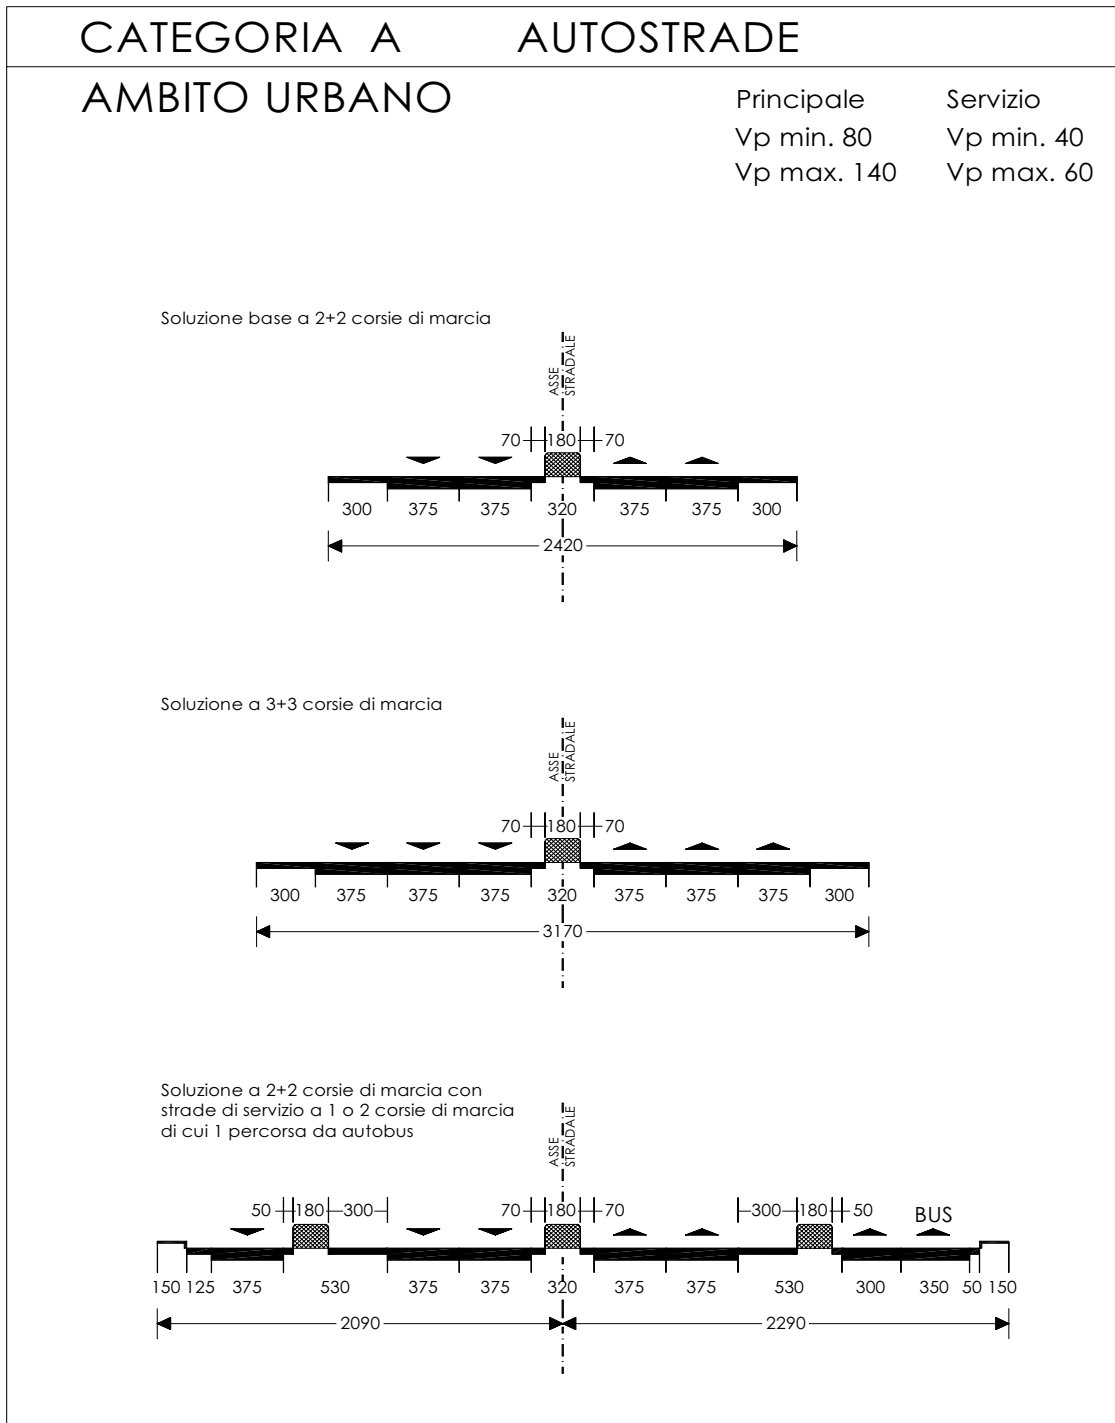 CATEGORIA A AUTOSTRADE
AMBITO URBANO
Principale Servizio
Vp min. 80 Vp min. 40
Vp max. 140 Vp max. 60
Soluzione base a 2+2 corsie di marcia
ASSE
STRADALE
70 180 70
300 375 375 320 375 375 300
2420
Soluzione a 3+3 corsie di marcia
ASSE
STRADALE
70 180 70
300 375 375 375 320 375 375 375 300
3170
Soluzione a 2+2 corsie di marcia con
strade di servizio a 1 o 2 corsie di marcia
di cui 1 percorsa da autobus
ASSE
STRADALE
50 180 300 70 180 70 300 180 50 BUS
150 125 375 530 375 375 320 375 375 530 300 350 50 150
2090 2290